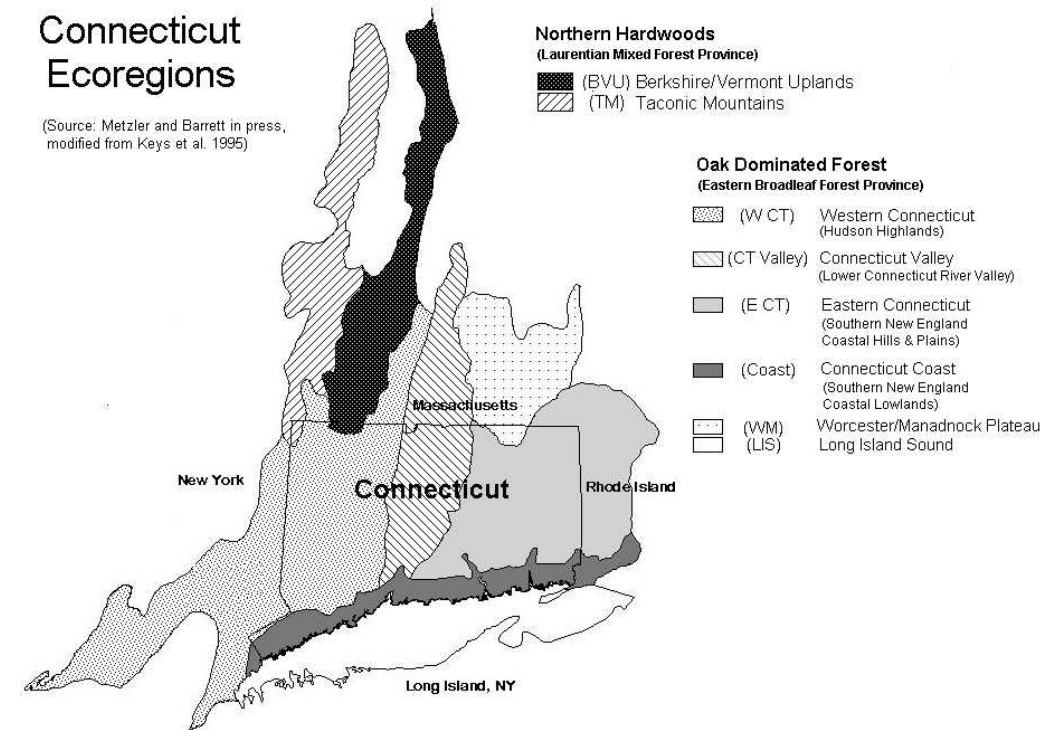 Connecticut
Ecoregions
(Source: Metzler and Barrett in press,
modified from Keys et al. 1995)
Northern Hardwoods
(Laurentian Mixed Forest Province)
(BVU) Berkshire/Vermont Uplands
(TM) Taconic Mountains
Oak Dominated Forest
(Eastern Broadleaf Forest Province)
(W CT) Western Connecticut
(Hudson Highlands)
(CT Valley) Connecticut Valley
(Lower Connecticut River Valley)
(E CT) Eastern Connecticut
(Southern New England
Coastal Hills & Plains)
(Coast) Connecticut Coast
(Southern New England
Coastal Lowlands)
(WM) Worcester/Manadnock Plateau
(LIS) Long Island Sound
Massachusetts
New York
Connecticut
Rhode Island
Long Island, NY